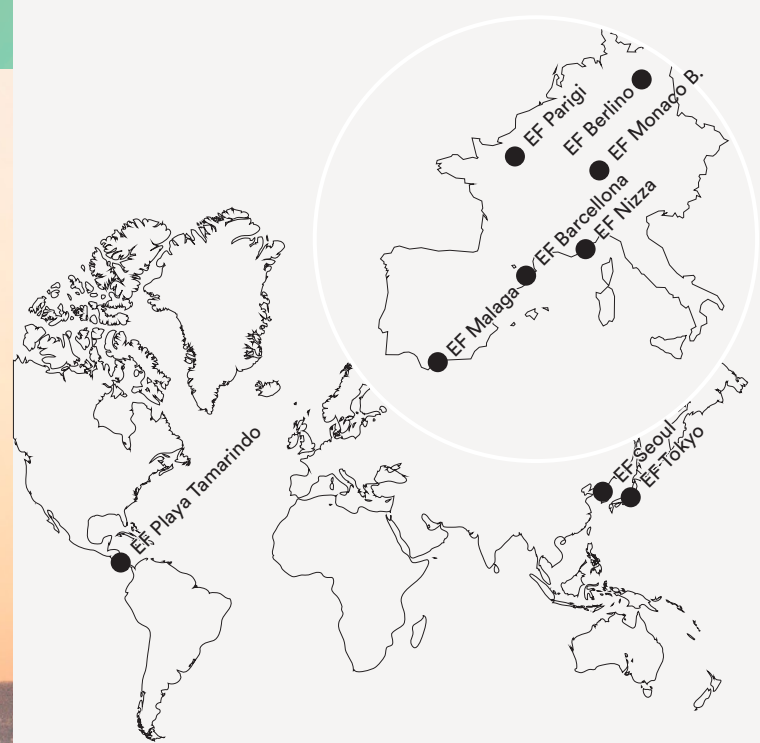 EF Parigi
EF Berlino
EF Monaco B.
EF Barcellona
EF Nizza
EF Malaga
EF Playa Tamarindo
EF Seoul
EF Tokyo